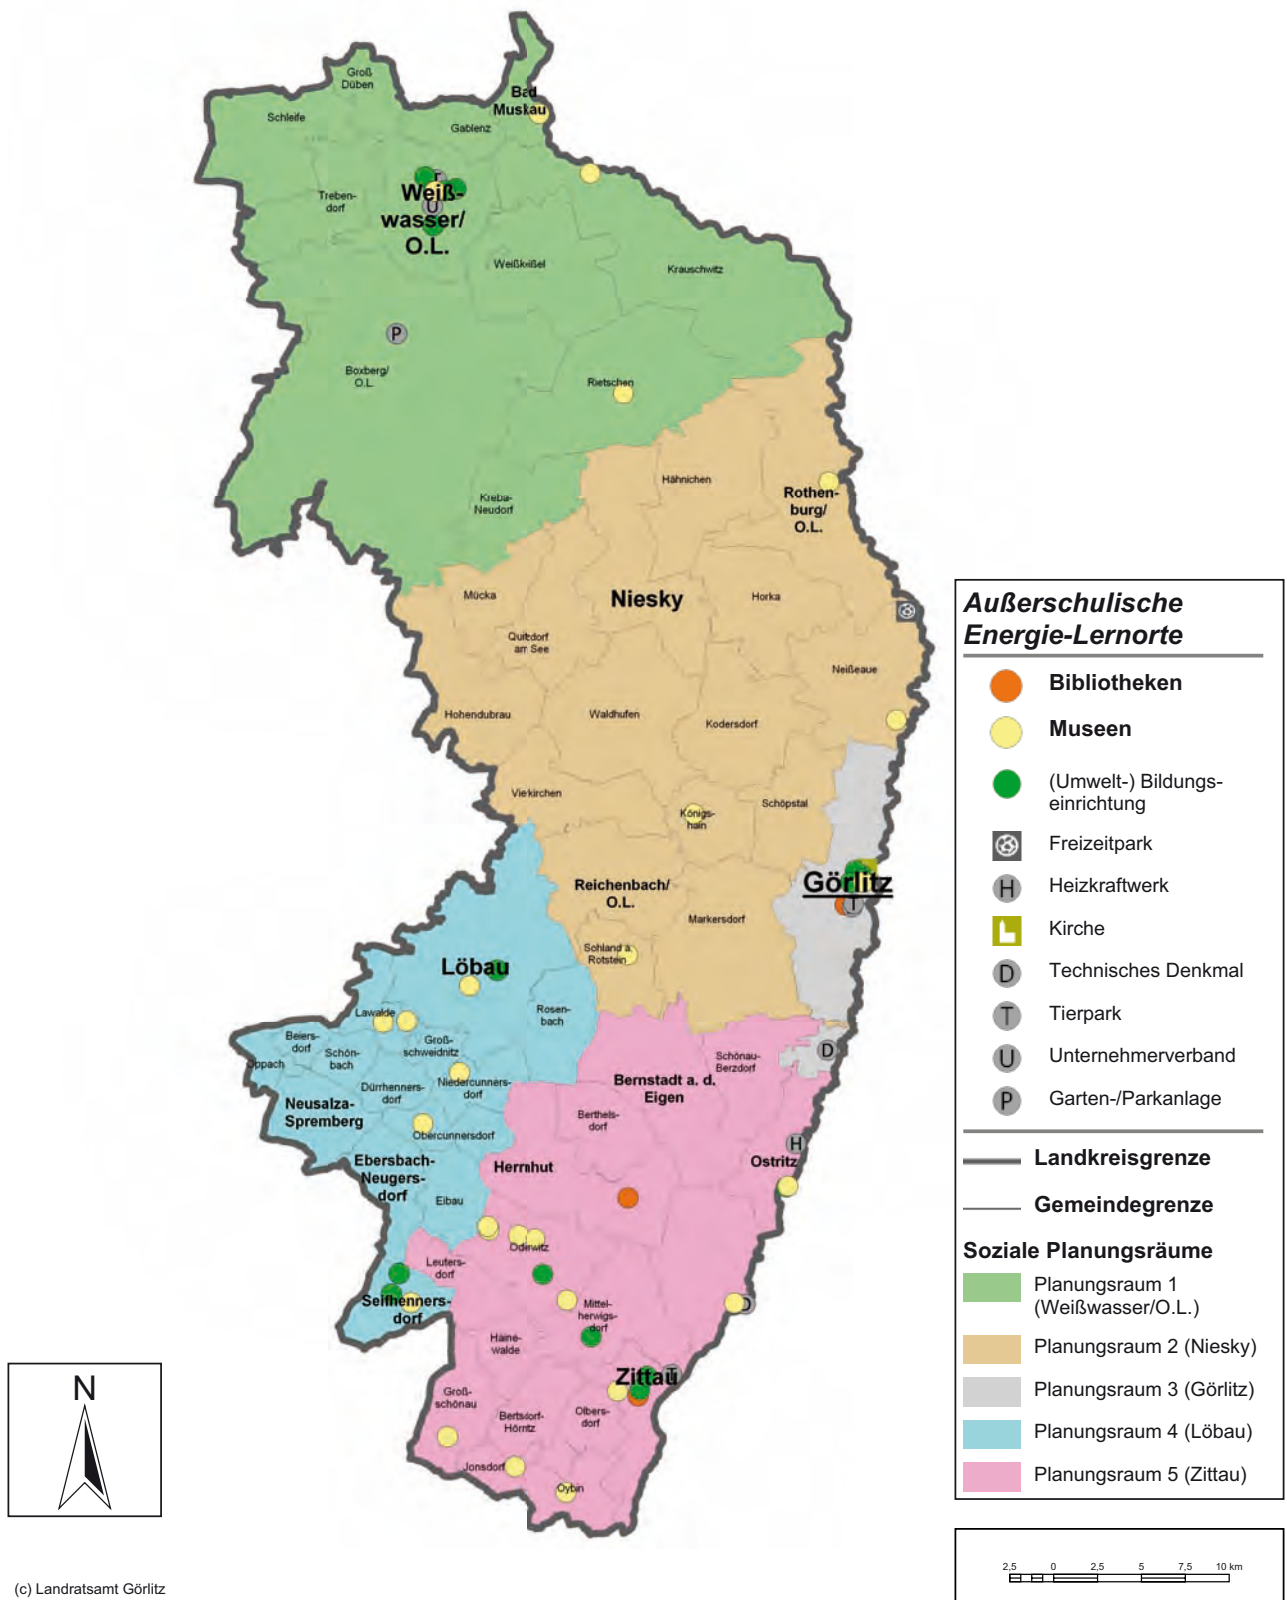 Groß
Düben
Schleife
Bad
Muskau
Gablenz
Treben-
dorf
Weiß-
wasser/
O.L.
U
Weißkeißel
Krauschwitz
P
Boxberg/
O.L.
Rietschen
Kreba-
Neudorf
Hähnichen
Rothen-
burg/
O.L.
Mücka
Niesky
Horka
Quitzdorf
am See
Neißeaue
Hohendubrau
Waldhufen
Kodersdorf
Vierkirchen
Königs-
hain
Schöpstal
Görlitz
T
Reichenbach/
O.L.
Markersdorf
Sohland a.
Rotstein
Löbau
Lawalde
Rosen-
bach
Beiers-
dorf
Oppach
Schön-
bach
Groß-
schweidnitz
Schönau-
Berzdorf
D
Dürrhenners-
dorf
Niedercunners-
dorf
Bernstadt a. d.
Eigen
Neusalza-
Spremberg
Berthels-
dorf
Obercunnersdorf
H
Ostritz
Ebersbach-
Neugers-
dorf
Herrnhut
Eibau
Oderwitz
Leuters-
dorf
Seifhenners-
dorf
Mittel-
herwigs-
dorf
D
Haine-
walde
Zittau
T
Groß-
schönau
Bertsdorf-
Hörnitz
Olbers-
dorf
Jonsdorf
Oybin
Außerschulische
Energie-Lernorte
Bibliotheken
Museen
(Umwelt-) Bildungs-
einrichtung
Freizeitpark
H Heizkraftwerk
Kirche
D Technisches Denkmal
T Tierpark
U Unternehmerverband
P Garten-/Parkanlage
Landkreisgrenze
Gemeindegrenze
Soziale Planungsräume
Planungsraum 1
(Weißwasser/O.L.)
Planungsraum 2 (Niesky)
Planungsraum 3 (Görlitz)
Planungsraum 4 (Löbau)
Planungsraum 5 (Zittau)
N
2,5 0 2,5 5 7,5 10 km
(c) Landratsamt Görlitz